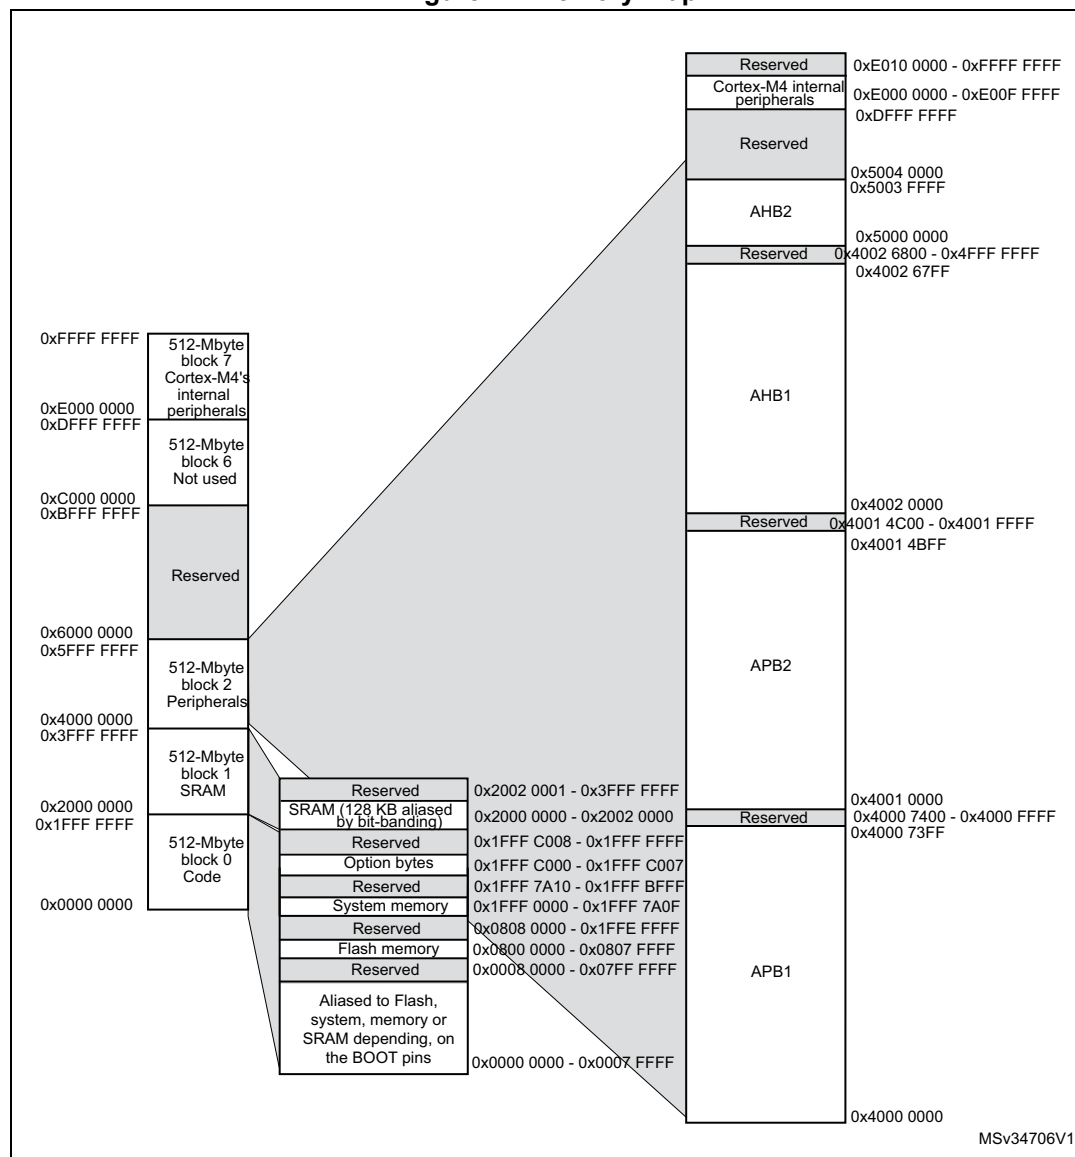 0xFFFF FFFF
512-Mbyte
block 7
Cortex-M4's
internal
peripherals
0xE000 0000
0xDFFF FFFF
512-Mbyte
block 6
Not used
0xC000 0000
0xBFFF FFFF
Reserved
0x6000 0000
0x5FFF FFFF
512-Mbyte
block 2
Peripherals
0x4000 0000
0x3FFF FFFF
512-Mbyte
block 1
SRAM
0x2000 0000
0x1FFF FFFF
512-Mbyte
block 0
Code
0x0000 0000
Reserved 0x2002 0001 - 0x3FFF FFFF
SRAM (128 KB aliased
by bit-banding) 0x2000 0000 - 0x2002 0000
Reserved 0x1FFF C008 - 0x1FFF FFFF
Option bytes 0x1FFF C000 - 0x1FFF C007
Reserved 0x1FFF 7A10 - 0x1FFF BFFF
System memory 0x1FFF 0000 - 0x1FFF 7A0F
Reserved 0x0808 0000 - 0x1FFE FFFF
Flash memory 0x0800 0000 - 0x0807 FFFF
Reserved 0x0008 0000 - 0x07FF FFFF
Aliased to Flash,
system, memory or
SRAM depending, on
the BOOT pins
0x0000 0000 - 0x0007 FFFF
Reserved 0xE010 0000 - 0xFFFF FFFF
Cortex-M4 internal
peripherals 0xE000 0000 - 0xE00F FFFF
0xDFFF FFFF
Reserved
0x5004 0000
0x5003 FFFF
AHB2
0x5000 0000
Reserved 0x4002 6800 - 0x4FFF FFFF
0x4002 67FF
AHB1
0x4002 0000
Reserved 0x4001 4C00 - 0x4001 FFFF
0x4001 4BFF
APB2
0x4001 0000
Reserved 0x4000 7400 - 0x4000 FFFF
0x4000 73FF
APB1
0x4000 0000
MSv34706V1